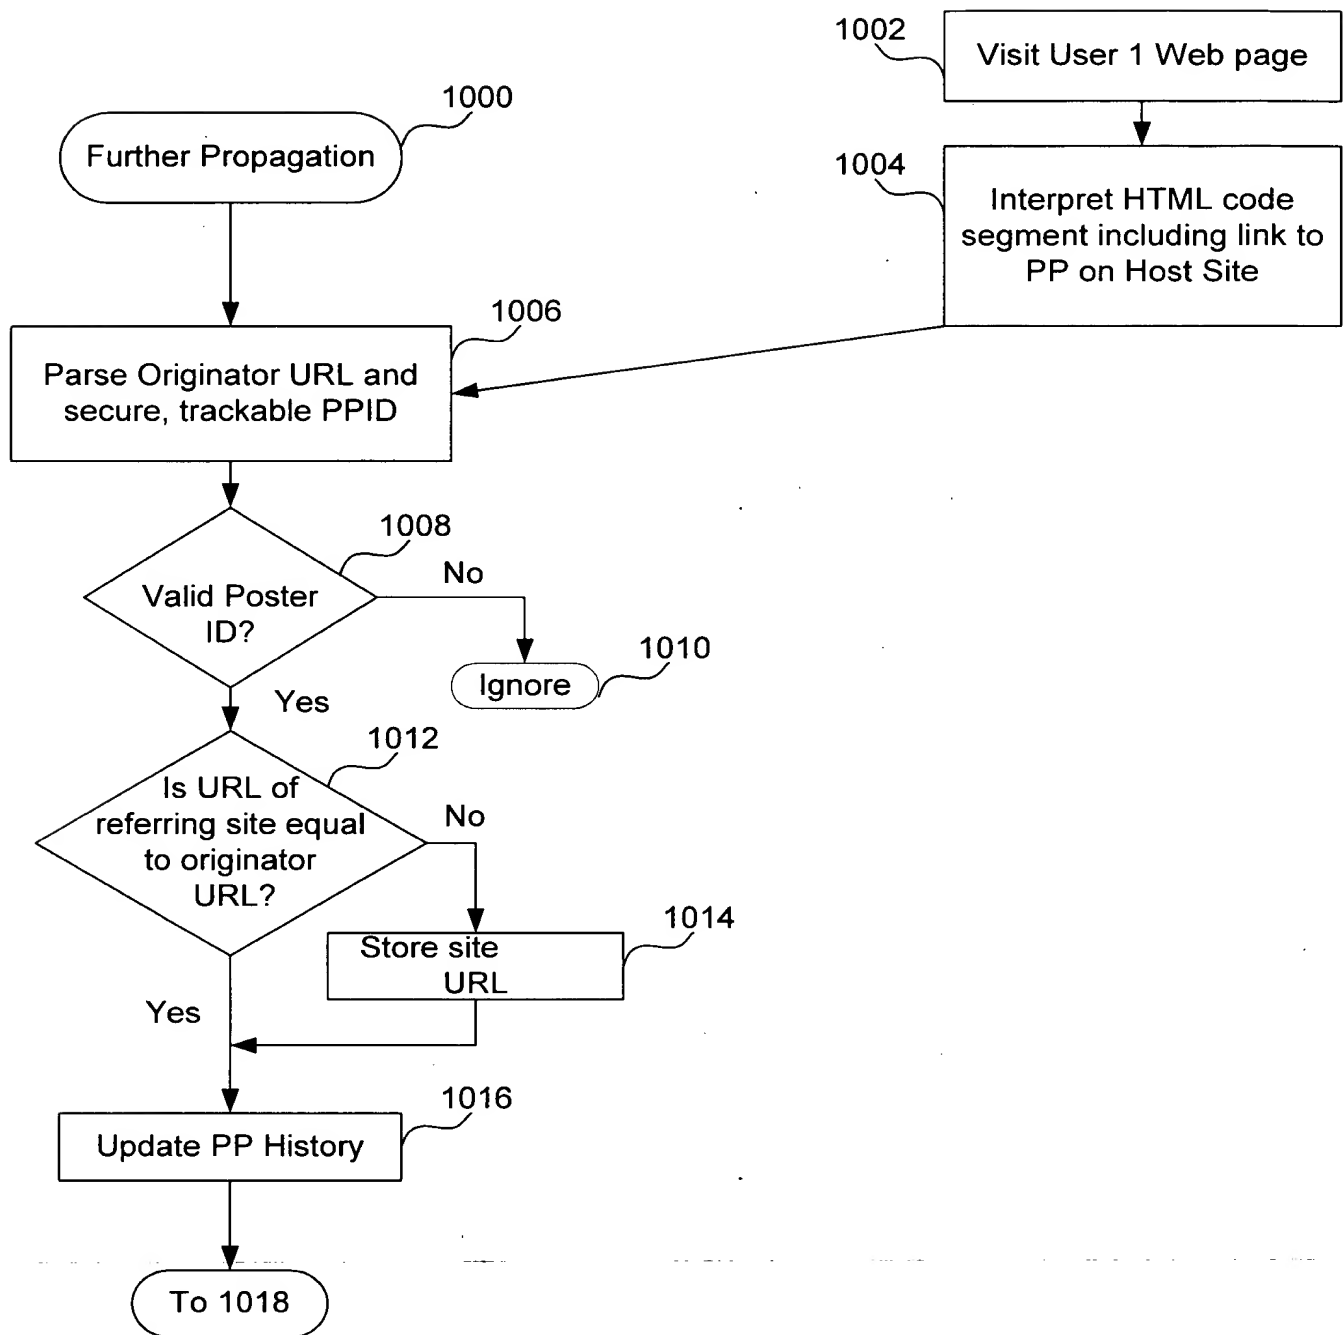 1002
Visit User 1 Web page
1000
Further Propagation
1004
Interpret HTML code
segment including link to
PP on Host Site
1006
Parse Originator URL and
secure, trackable PPID
1008
Valid Poster
ID?
No
1010
Ignore
Yes
1012
Is URL of
referring site equal
to originator
URL?
No
1014
Store site
URL
Yes
1016
Update PP History
To 1018